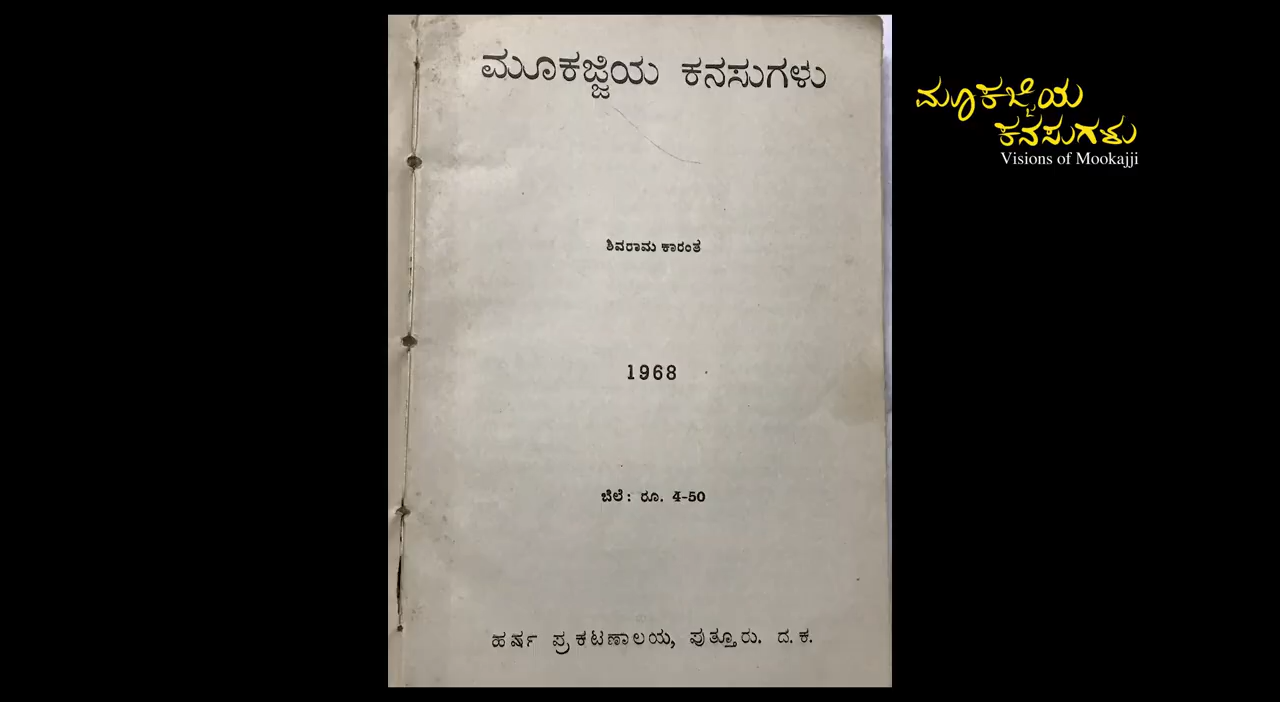 ಮೂಕಜ್ಜಿಯ ಕನಸುಗಳು
ಶಿವರಾಮ ಕಾರಂತ
1968
ಬೆಲೆ: ರೂ. 4-50
ಹರ್ಷ ಪ್ರಕಟಣಾಲಯ, ಪುತ್ತೂರು. ದ. ಕ.
ಮೂಕಜ್ಜಿಯ
ಕನಸುಗಳು
Visions of Mookajji